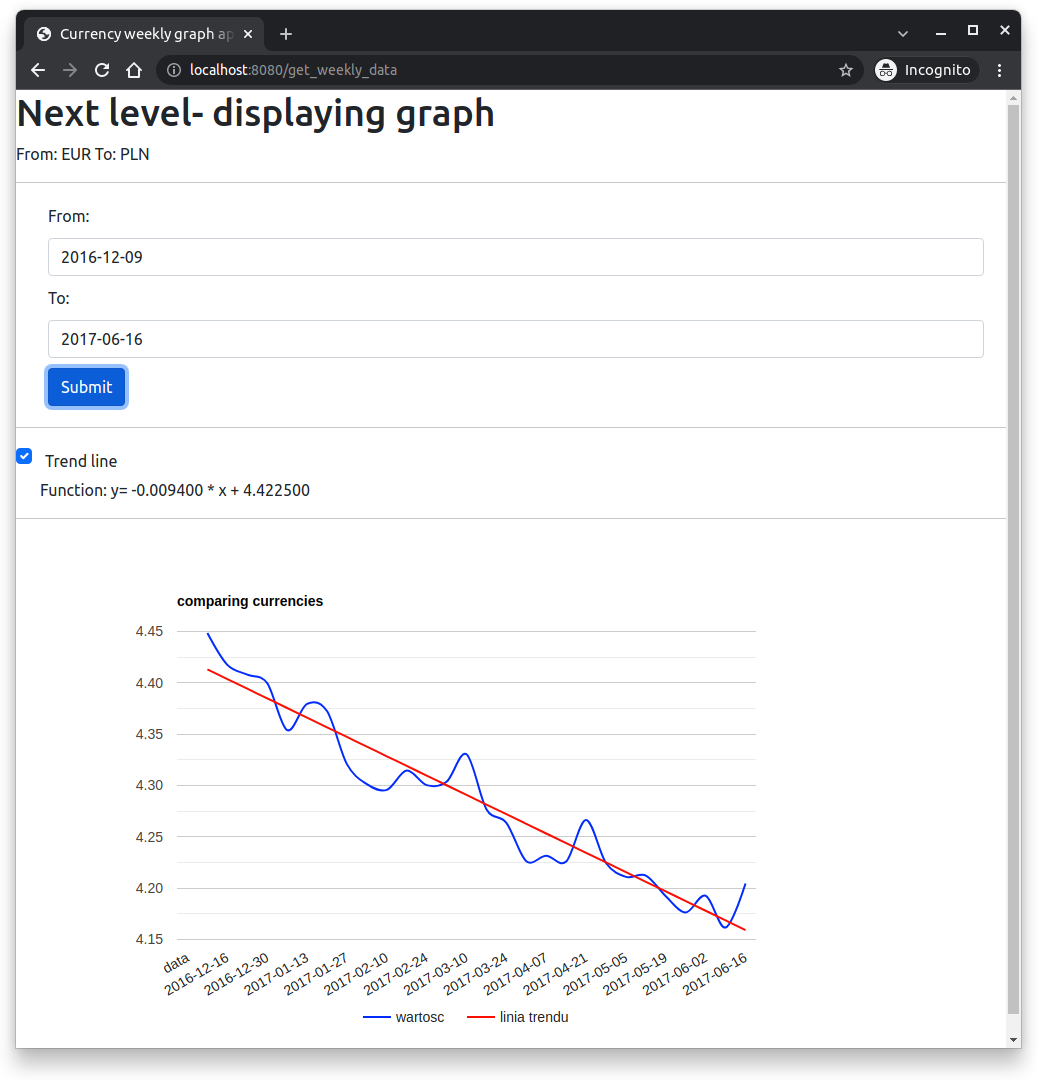 Currency weekly graph ap
localhost:8080/get_weekly_data
Incognito
Next level- displaying graph
From: EUR To: PLN
From:
2016-12-09
To:
2017-06-16
Submit
Trend line
Function: y= -0.009400 * x + 4.422500
comparing currencies
4.45
4.40
4.35
4.30
4.25
4.20
4.15
data
2016-12-16
2016-12-30
2017-01-13
2017-01-27
2017-02-10
2017-02-24
2017-03-10
2017-03-24
2017-04-07
2017-04-21
2017-05-05
2017-05-19
2017-06-02
2017-06-16
wartosc
linia trendu